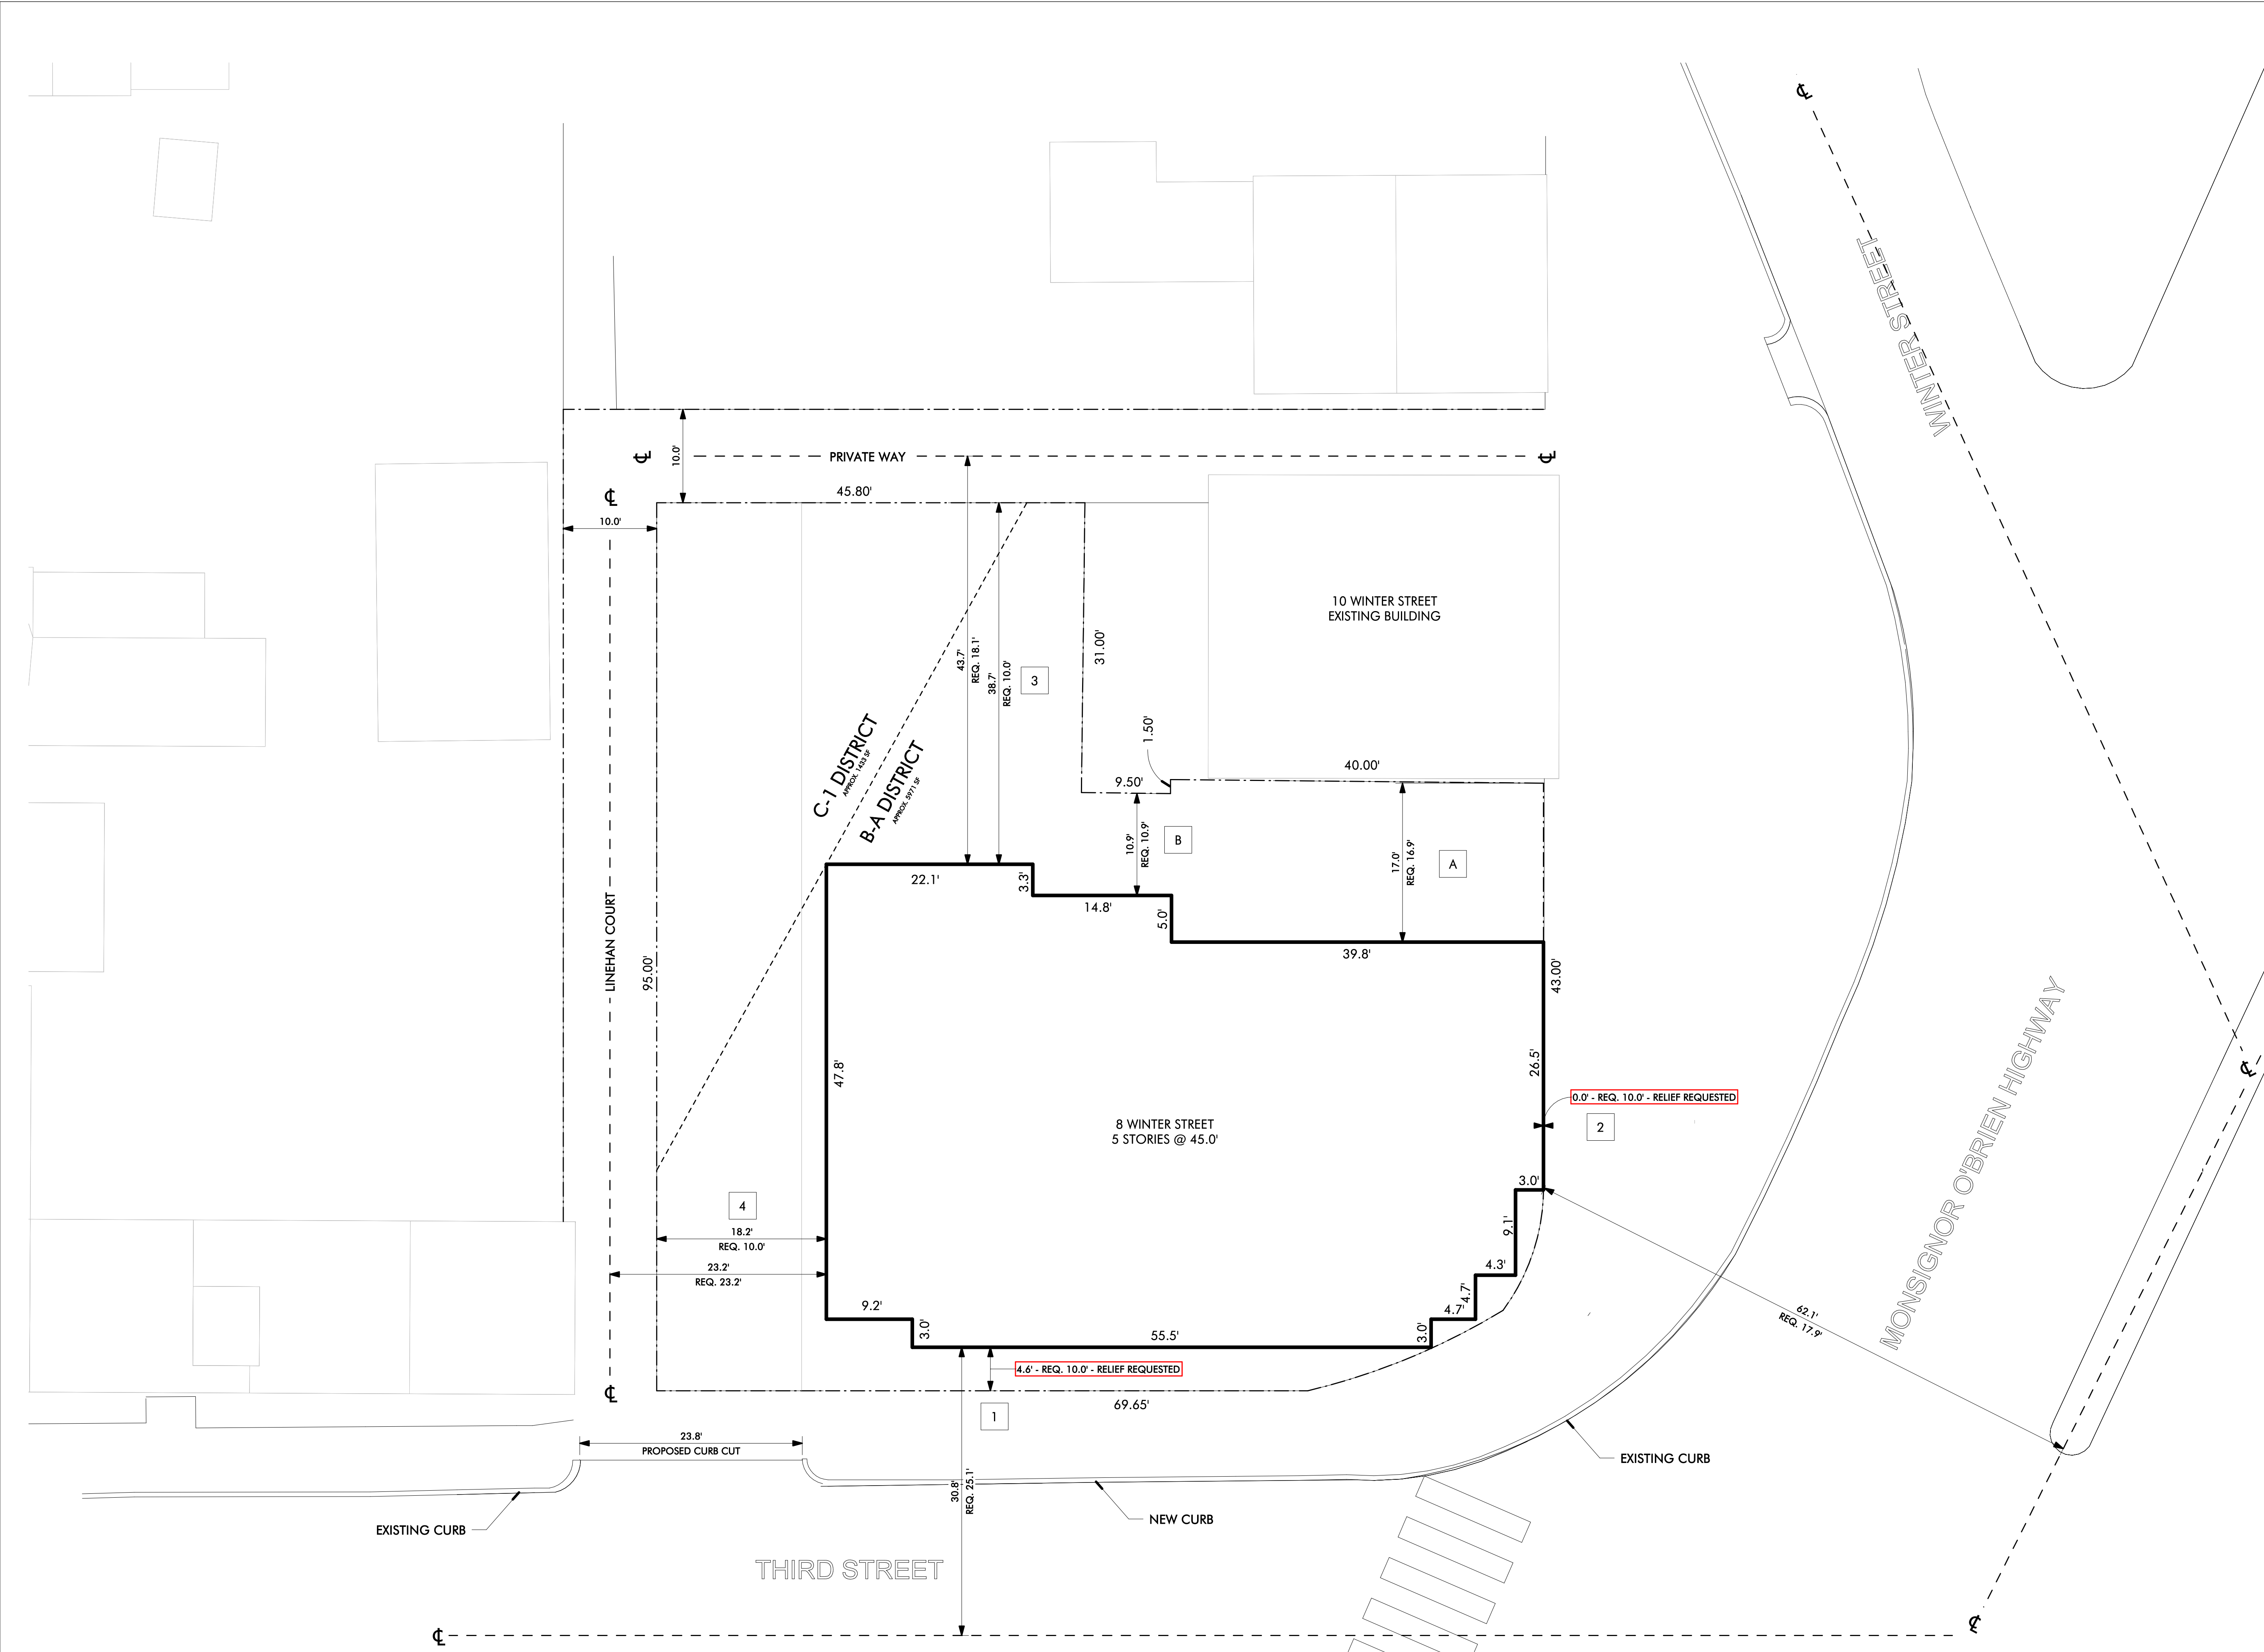 ℄
WINTER STREET
℄
PRIVATE WAY
℄
10.0'
45.80'
℄
10.0'
10 WINTER STREET
EXISTING BUILDING
43.7'
REQ. 18.1'
38.7'
REQ. 10.0'
3
31.00'
1.50'
C-1 DISTRICT
APPROX. 1433 SF
B-A DISTRICT
APPROX. 5971 SF
9.50'
40.00'
10.9'
REQ. 10.9'
B
17.0'
REQ. 16.9'
A
22.1'
3.3'
14.8'
5.0'
39.8'
LINEHAN COURT
95.00'
43.00'
47.8'
26.5'
MONSIGNOR O'BRIEN HIGHWAY
℄
0.0' - REQ. 10.0' - RELIEF REQUESTED
2
8 WINTER STREET
5 STORIES @ 45.0'
3.0'
4
18.2'
REQ. 10.0'
9.1'
23.2'
REQ. 23.2'
4.3'
4.7'
9.2'
3.0'
4.7'
3.0'
62.1'
REQ. 17.9'
55.5'
4.6' - REQ. 10.0' - RELIEF REQUESTED
℄
69.65'
1
23.8'
PROPOSED CURB CUT
EXISTING CURB
30.8'
REQ. 25.1'
EXISTING CURB
NEW CURB
THIRD STREET
℄
℄